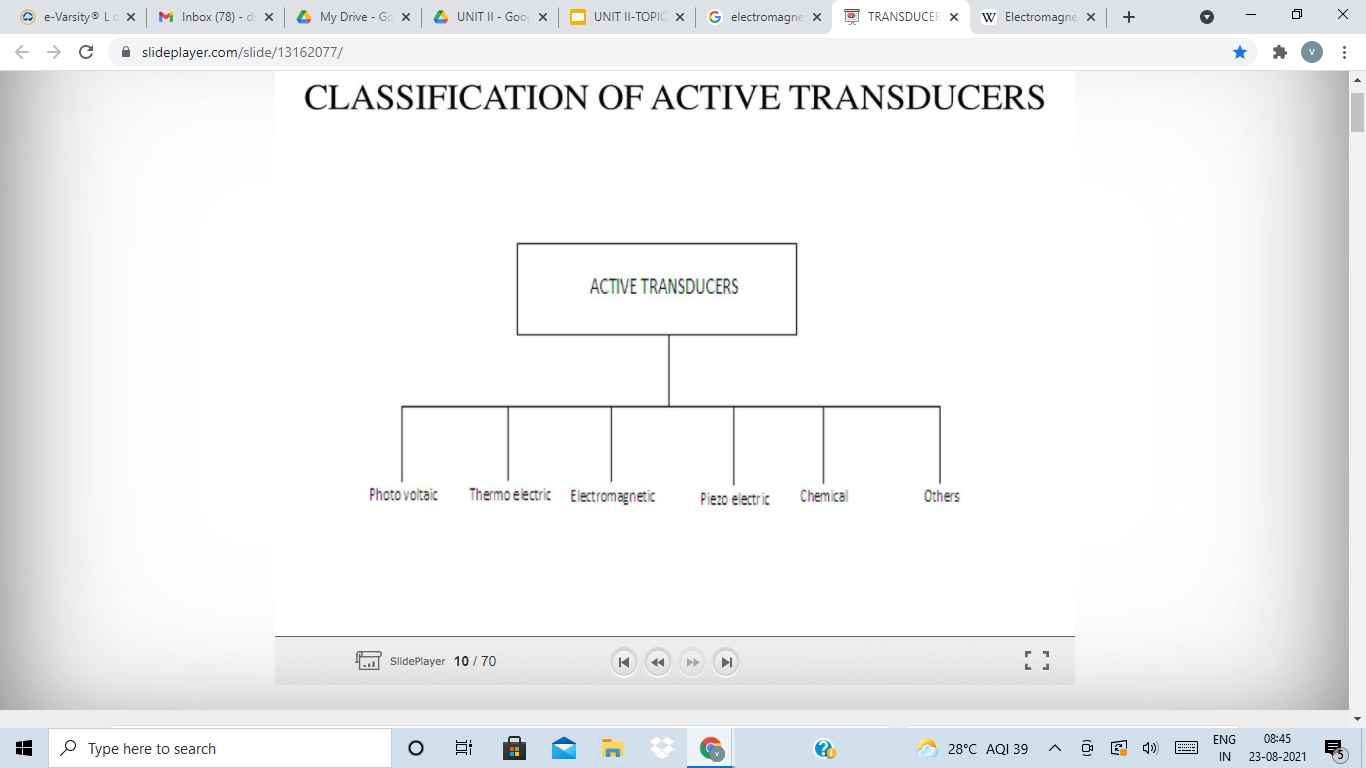 e-Varsity® L
Inbox (78) - d
My Drive - Go
UNIT II - Goo
UNIT II-TOPIC
electromagne
TRANSDUCER
W Electromagne
slideplayer.com/slide/13162077/
V
CLASSIFICATION OF ACTIVE TRANSDUCERS
ACTIVE TRANSDUCERS
Photo voltaic Thermo electric Electromagnetic Piezo electric Chemical Others
SlidePlayer 10 / 70
Type here to search
V
28°C AQI 39
ENG
IN
08:45
23-08-2021
5